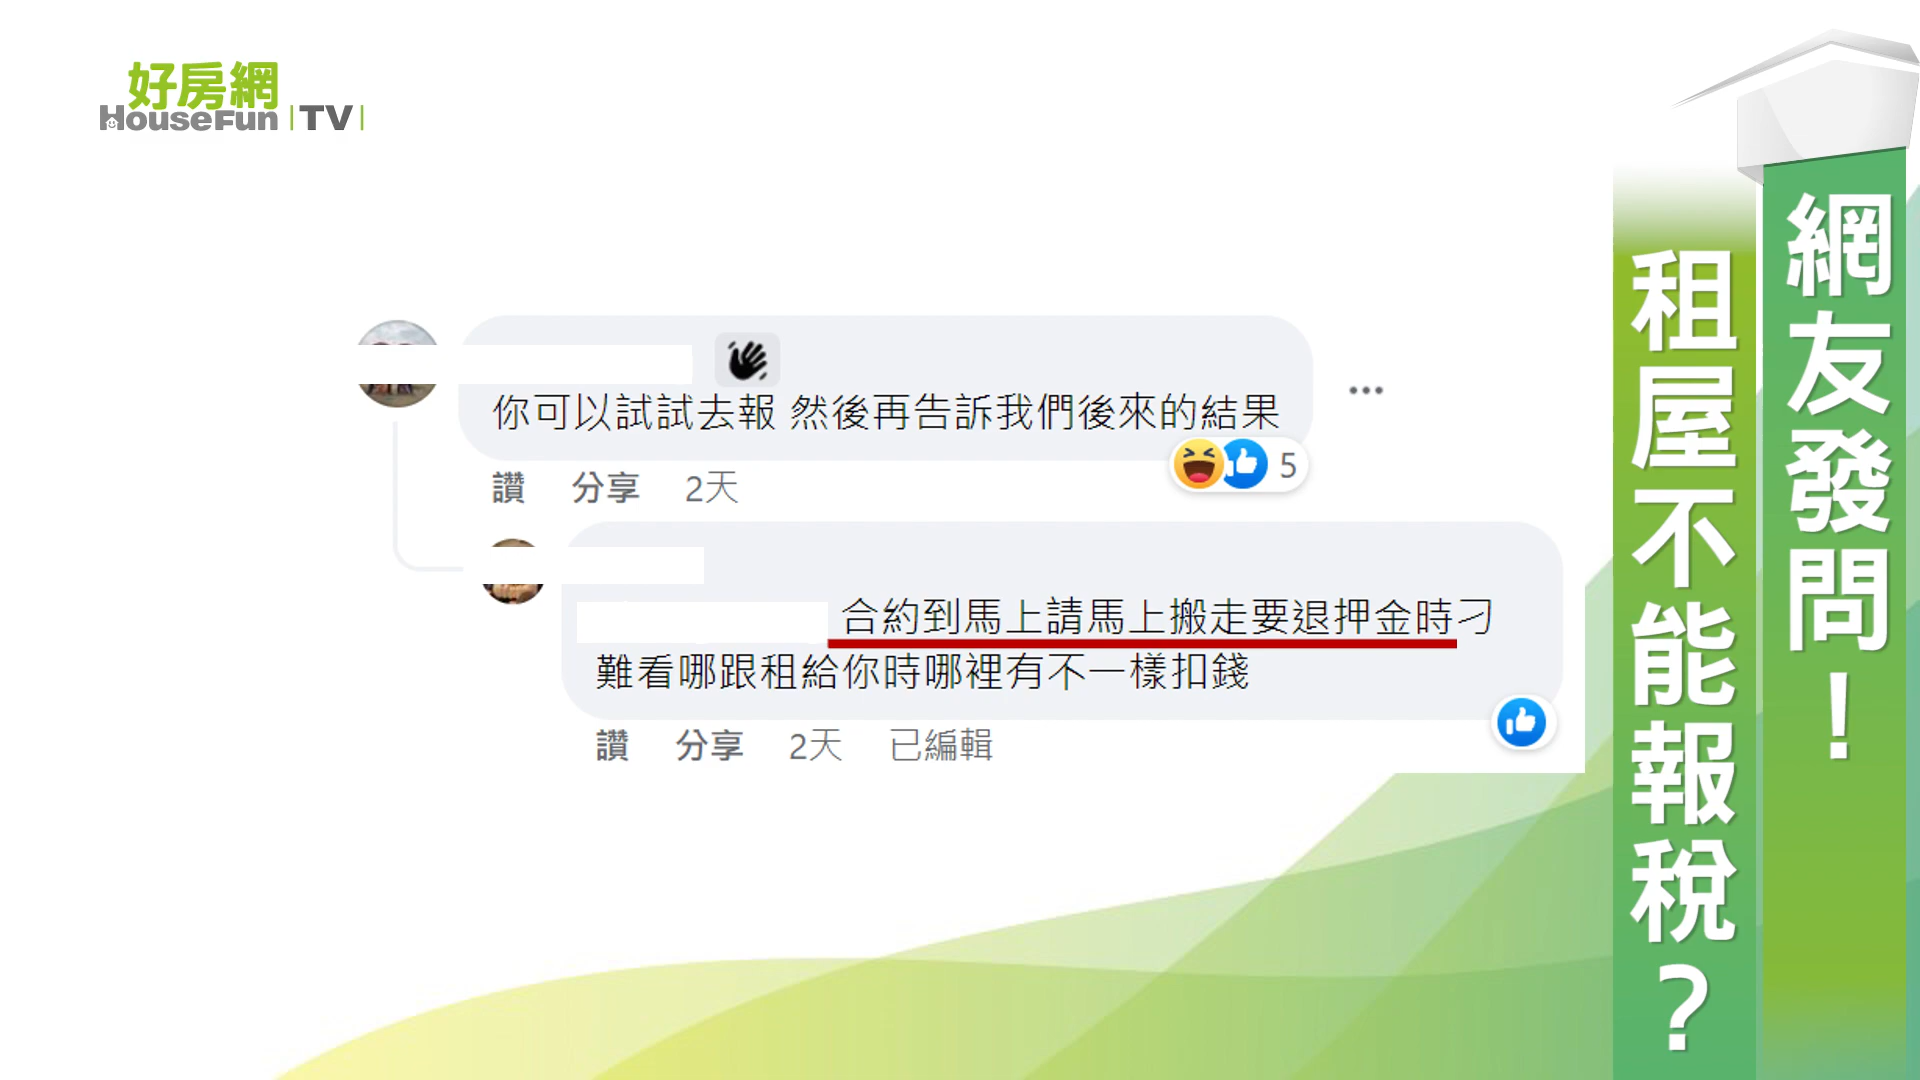 好房網
HouseFun TV
網友發問！
租屋不能報稅？
你可以試試去報 然後再告訴我們後來的結果
5
讚 分享 2天
合約到馬上請馬上搬走要退押金時刁
難看哪跟租給你時哪裡有不一樣扣錢
讚 分享 2天 已編輯